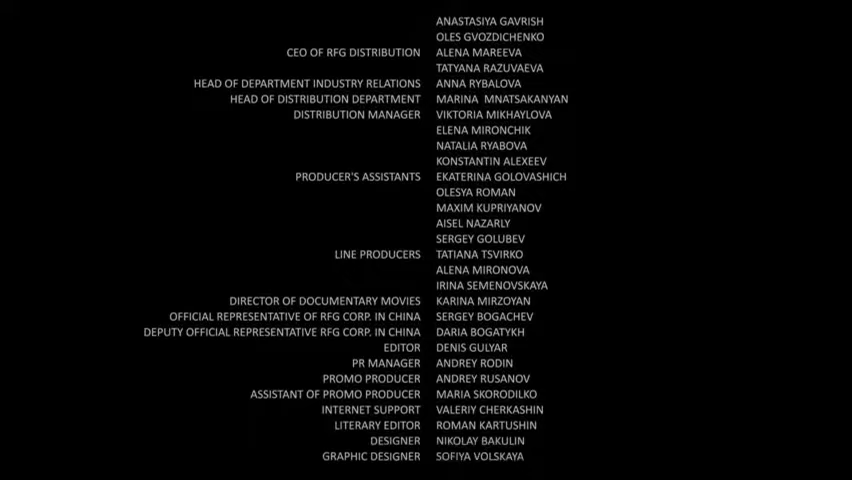 ANASTASIYA GAVRISH
OLES GVOZDICHENKO
CEO OF RFG DISTRIBUTION ALENA MAREEVA
TATYANA RAZUVAEVA
HEAD OF DEPARTMENT INDUSTRY RELATIONS ANNA RYBALOVA
HEAD OF DISTRIBUTION DEPARTMENT MARINA MNATSAKANYAN
DISTRIBUTION MANAGER VIKTORIA MIKHAYLOVA
ELENA MIRONCHIK
NATALIA RYABOVA
KONSTANTIN ALEXEEV
PRODUCER'S ASSISTANTS EKATERINA GOLOVASHICH
OLESYA ROMAN
MAXIM KUPRIYANOV
AISEL NAZARLY
SERGEY GOLUBEV
LINE PRODUCERS TATIANA TSVIRKO
ALENA MIRONOVA
IRINA SEMENOVSKAYA
DIRECTOR OF DOCUMENTARY MOVIES KARINA MIRZOYAN
OFFICIAL REPRESENTATIVE OF RFG CORP. IN CHINA SERGEY BOGACHEV
DEPUTY OFFICIAL REPRESENTATIVE RFG CORP. IN CHINA DARIA BOGATYKH
EDITOR DENIS GULYAR
PR MANAGER ANDREY RODIN
PROMO PRODUCER ANDREY RUSANOV
ASSISTANT OF PROMO PRODUCER MARIA SKORODILKO
INTERNET SUPPORT VALERIY CHERKASHIN
LITERARY EDITOR ROMAN KARTUSHIN
DESIGNER NIKOLAY BAKULIN
GRAPHIC DESIGNER SOFIYA VOLSKAYA